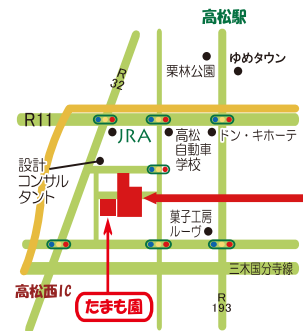 高松駅
栗林公園
ゆめタウン
R
32
R11
JRA
高松
自動車
学校
ドン・キホーテ
設計
コンサル
タント
菓子工房
ルーヴ
三木国分寺線
高松西IC
たまも園
R
193